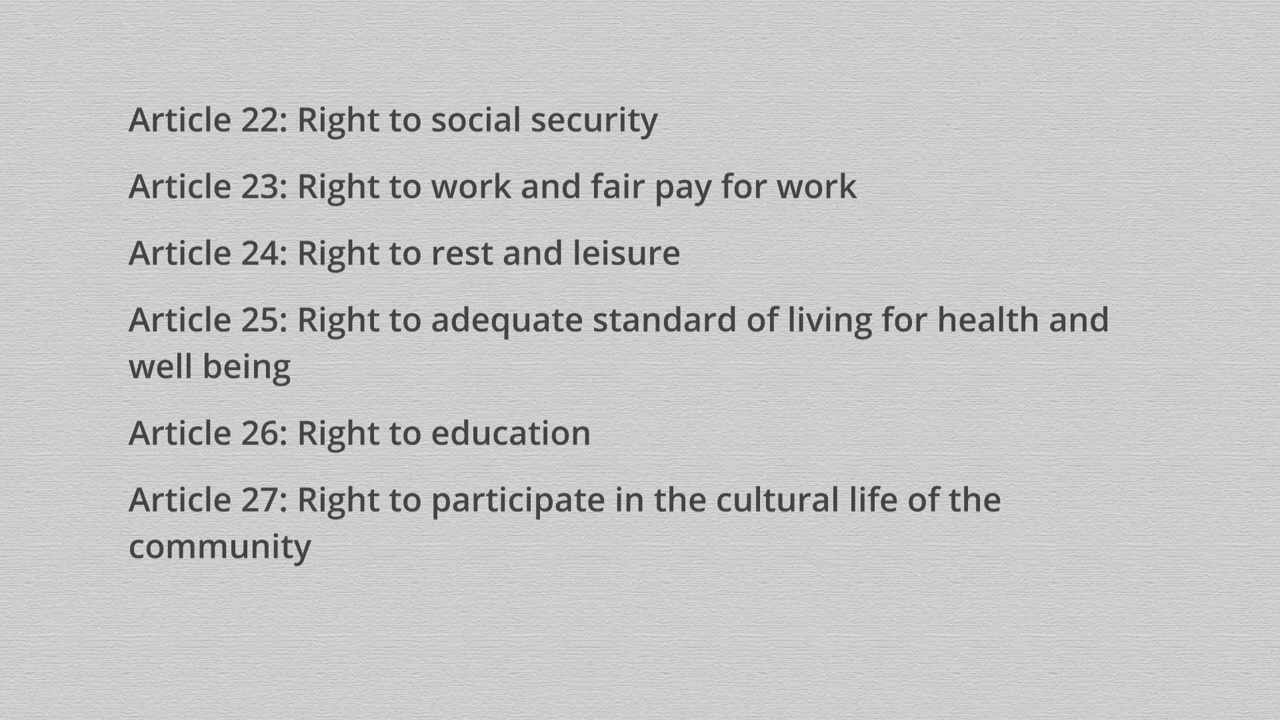 Article 22: Right to social security
Article 23: Right to work and fair pay for work
Article 24: Right to rest and leisure
Article 25: Right to adequate standard of living for health and
well being
Article 26: Right to education
Article 27: Right to participate in the cultural life of the
community